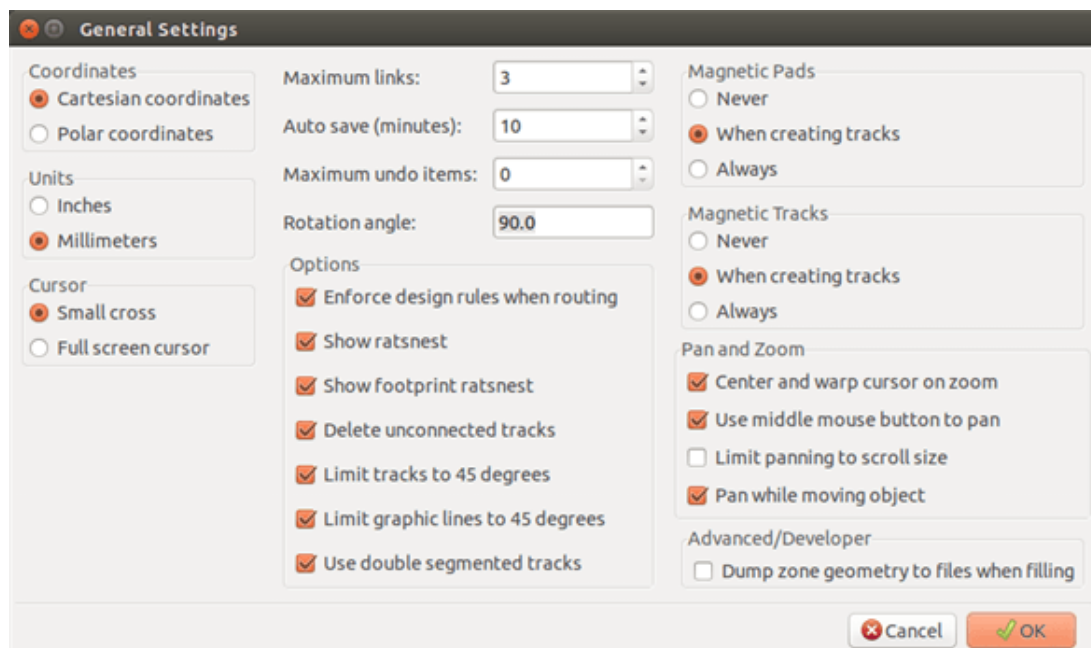 General Settings
Coordinates
Cartesian coordinates
Polar coordinates
Units
Inches
Millimeters
Cursor
Small cross
Full screen cursor
Maximum links: 3
Auto save (minutes): 10
Maximum undo items: 0
Rotation angle: 90.0
Options
Enforce design rules when routing
Show ratsnest
Show footprint ratsnest
Delete unconnected tracks
Limit tracks to 45 degrees
Limit graphic lines to 45 degrees
Use double segmented tracks
Magnetic Pads
Never
When creating tracks
Always
Magnetic Tracks
Never
When creating tracks
Always
Pan and Zoom
Center and warp cursor on zoom
Use middle mouse button to pan
Limit panning to scroll size
Pan while moving object
Advanced/Developer
Dump zone geometry to files when filling
Cancel
OK